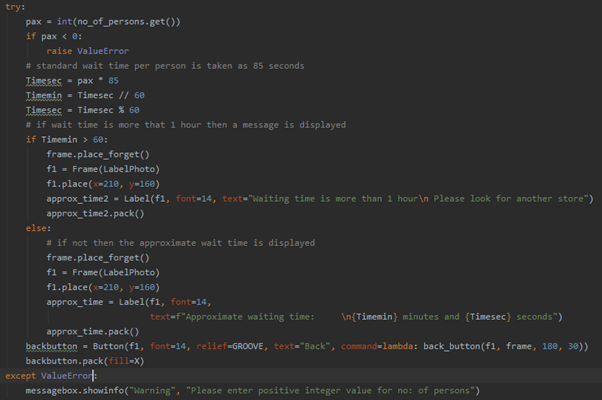 try:
    pax = int(no_of_persons.get())
    if pax < 0:
        raise ValueError
    # standard wait time per person is taken as 85 seconds
    Timesec = pax * 85
    Timemin = Timesec // 60
    Timesec = Timesec % 60
    # if wait time is more that 1 hour then a message is displayed
    if Timemin > 60:
        frame.place_forget()
        f1 = Frame(LabelPhoto)
        f1.place(x=210, y=160)
        approx_time2 = Label(f1, font=14, text="Waiting time is more than 1 hour\n Please look for another store")
        approx_time2.pack()
    else:
        # if not then the approximate wait time is displayed
        frame.place_forget()
        f1 = Frame(LabelPhoto)
        f1.place(x=210, y=160)
        approx_time = Label(f1, font=14,
                            text=f"Approximate waiting time:     \n{Timemin} minutes and {Timesec} seconds")
        approx_time.pack()
    backbutton = Button(f1, font=14, relief=GROOVE, text="Back", command=lambda: back_button(f1, frame, 180, 30))
    backbutton.pack(fill=X)
except ValueError:
    messagebox.showinfo("Warning", "Please enter positive integer value for no: of persons")